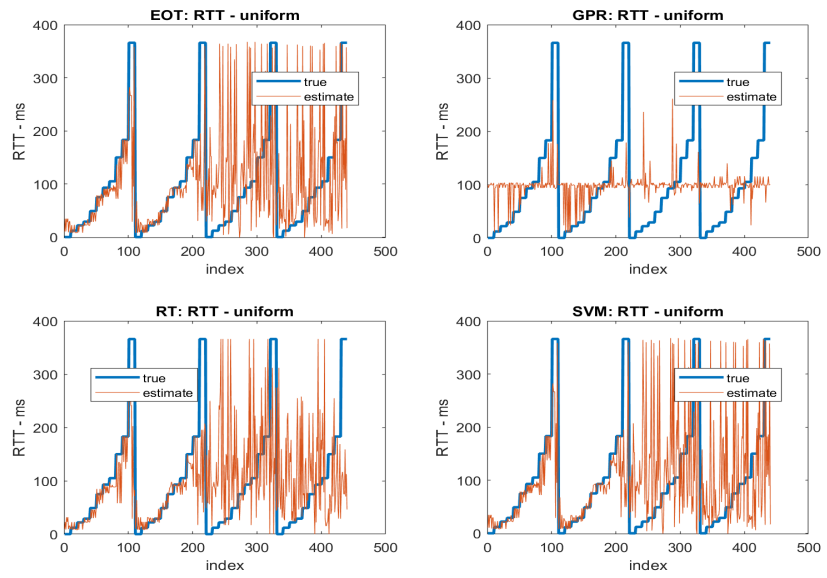 EOT: RTT - uniform
400
300
200
100
0
RTT - ms
true
estimate
0 100 200 300 400 500
index
GPR: RTT - uniform
400
300
200
100
0
RTT - ms
true
estimate
0 100 200 300 400 500
index
RT: RTT - uniform
400
300
200
100
0
RTT - ms
true
estimate
0 100 200 300 400 500
index
SVM: RTT - uniform
400
300
200
100
0
RTT - ms
true
estimate
0 100 200 300 400 500
index